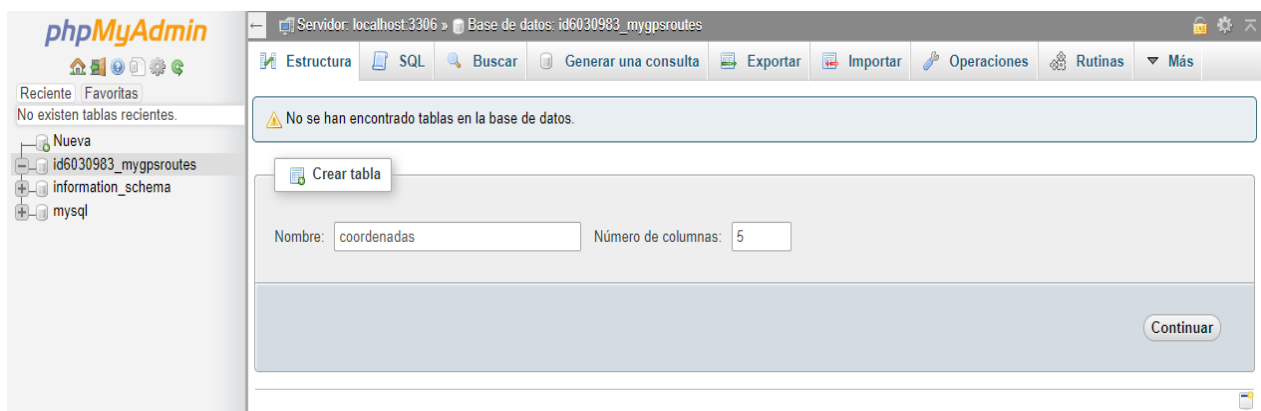 phpMyAdmin
Reciente Favoritas
No existen tablas recientes.
Nueva
id6030983_mygpsroutes
information_schema
mysql
Servidor: localhost:3306 » Base de datos: id6030983_mygpsroutes
Estructura SQL Buscar Generar una consulta Exportar Importar Operaciones Rutinas Más
No se han encontrado tablas en la base de datos.
Crear tabla
Nombre: coordenadas Número de columnas: 5
Continuar